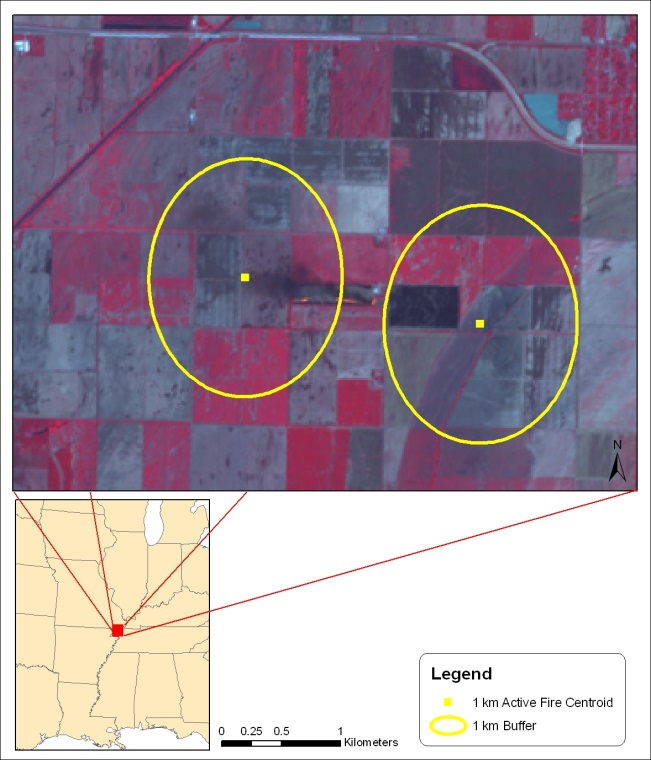 N
Legend
1 km Active Fire Centroid
1 km Buffer
0 0.25 0.5 1
Kilometers